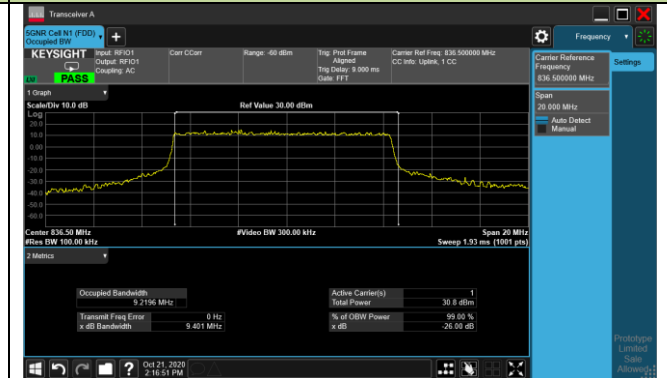 Transceiver A
5GNR Cell N1 (FDD)
Occupied BW
Frequency
KEYSIGHT
LXI
PASS
Input: RFIO1
Output: RFIO1
Coupling: AC
Corr CCorr
Range: -60 dBm
Trig: Prot Frame
Aligned
Trig Delay: 9.000 ms
Gate: FFT
Carrier Ref Freq: 836.500000 MHz
CC Info: Uplink, 1 CC
Carrier Reference
Frequency
836.500000 MHz
Settings
Span
20.000 MHz
Auto Detect
Manual
1 Graph
Scale/Div 10.0 dB
Ref Value 30.00 dBm
Log
20.0
10.0
0.00
-10.0
-20.0
-30.0
-40.0
-50.0
-60.0
Center 836.50 MHz
#Video BW 300.00 kHz
Span 20 MHz
#Res BW 100.00 kHz
Sweep 1.93 ms (1001 pts)
2 Metrics
Occupied Bandwidth
9.2196 MHz
Active Carrier(s) 1
Total Power 30.8 dBm
Transmit Freq Error 0 Hz
x dB Bandwidth 9.401 MHz
% of OBW Power 99.00 %
x dB -26.00 dB
Prototype
Limited
Sale
Allowed
Oct 21, 2020
2:16:51 PM